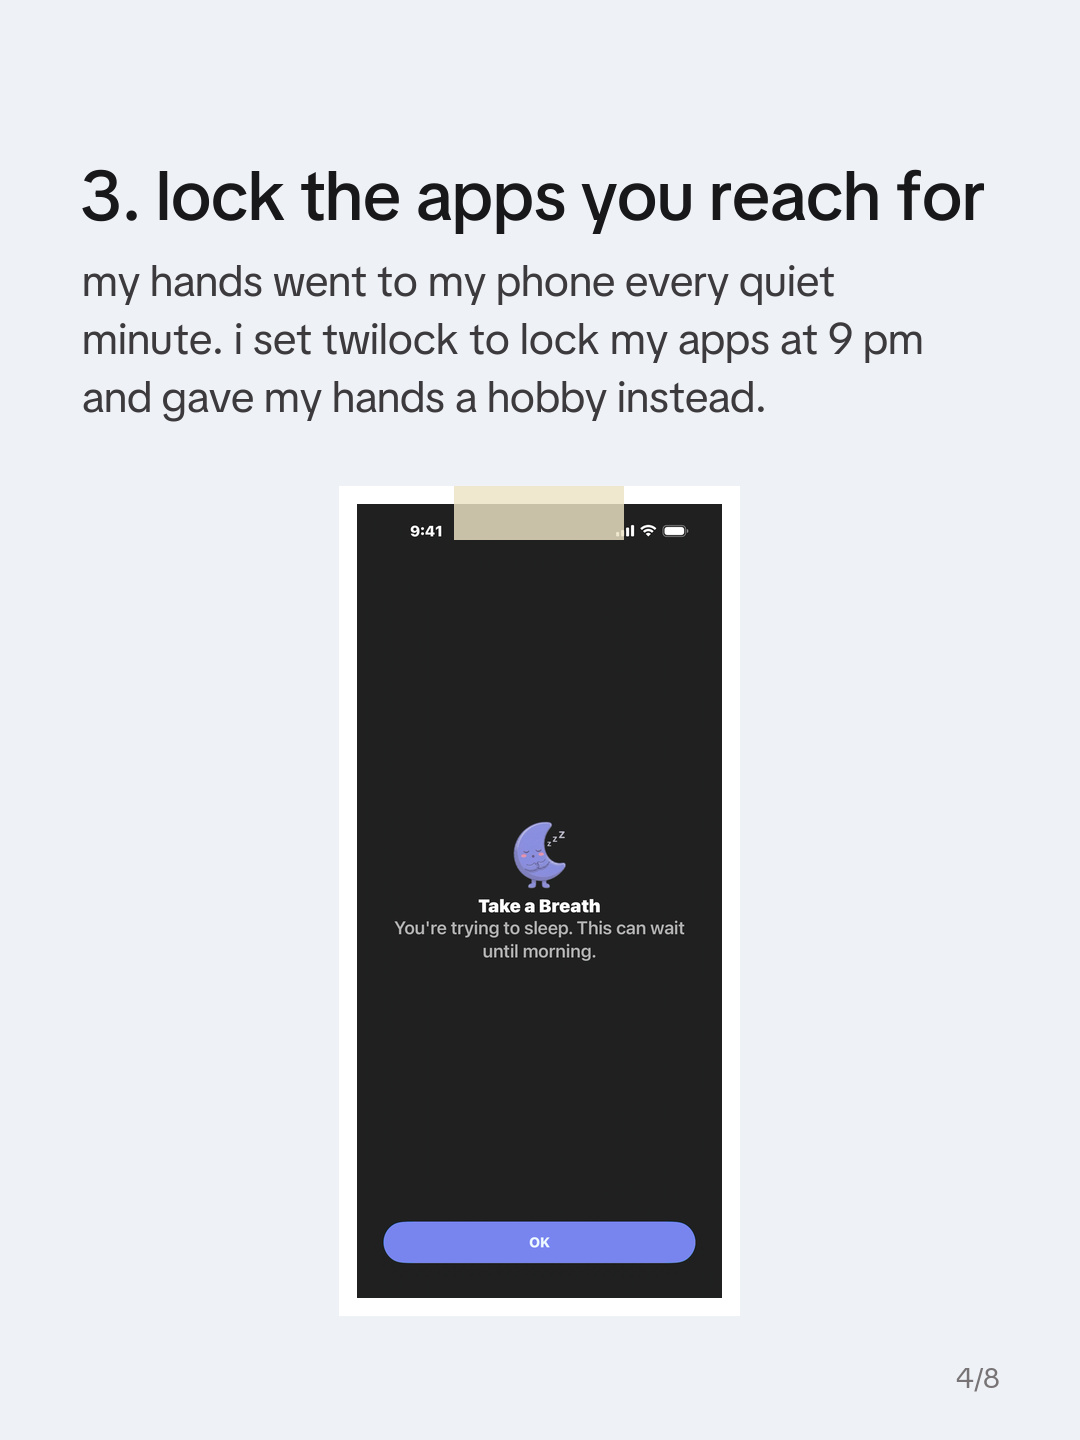 3. lock the apps you reach for
my hands went to my phone every quiet
minute. i set twilock to lock my apps at 9 pm
and gave my hands a hobby instead.
9:41
z z z
Take a Breath
You're trying to sleep. This can wait
until morning.
OK
4/8